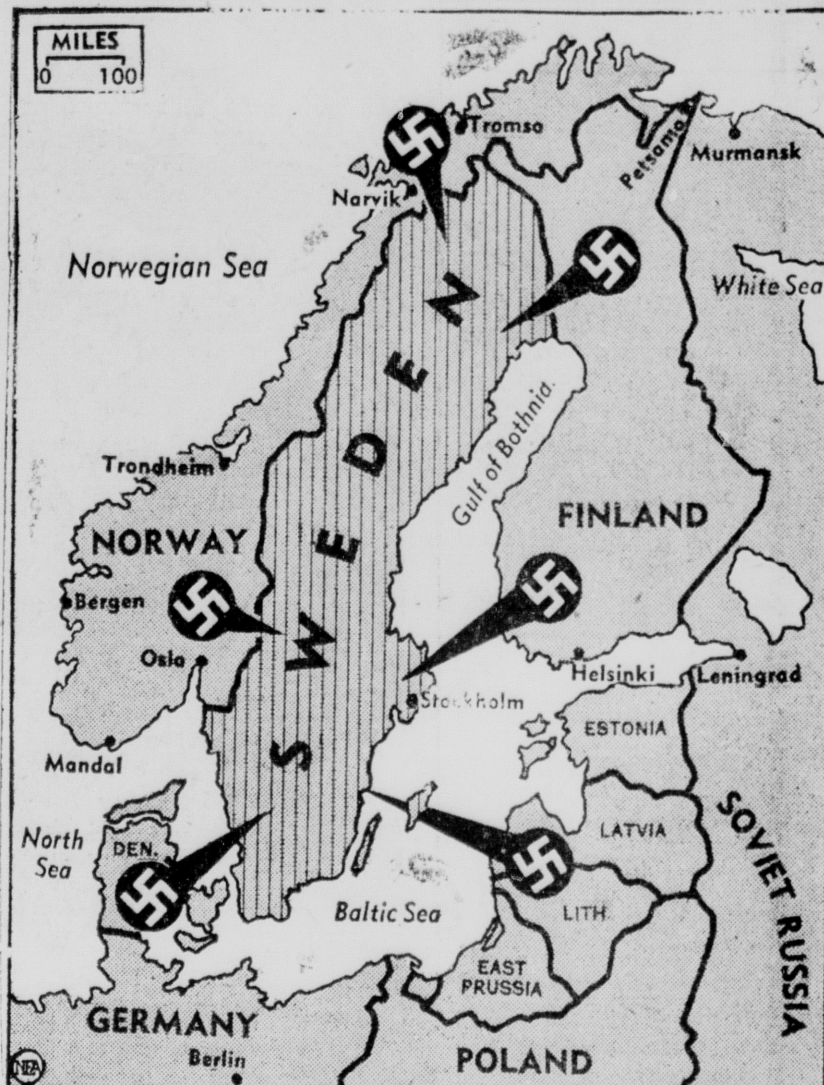 MILES
0 100
Tromso
Petsamo
Murmansk
Narvik
Norwegian Sea
White Sea
SWEDEN
Gulf of Bothnia
Trondheim
FINLAND
NORWAY
Bergen
Oslo
Helsinki
Leningrad
Stockholm
ESTONIA
Mandal
SOVIET RUSSIA
North
Sea
DEN.
LATVIA
Baltic Sea
LITH.
EAST
PRUSSIA
GERMANY
Berlin
POLAND
NEA